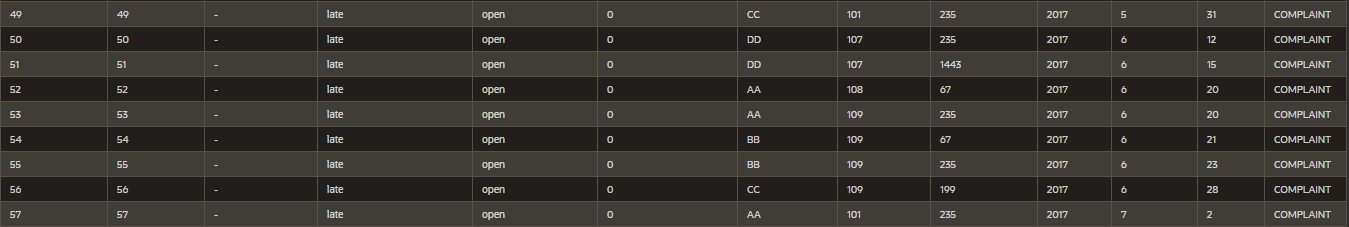 49 49 - late open 0 CC 101 235 2017 5 31 COMPLAINT
50 50 - late open 0 DD 107 235 2017 6 12 COMPLAINT
51 51 - late open 0 DD 107 1443 2017 6 15 COMPLAINT
52 52 - late open 0 AA 108 67 2017 6 20 COMPLAINT
53 53 - late open 0 AA 109 235 2017 6 20 COMPLAINT
54 54 - late open 0 BB 109 67 2017 6 21 COMPLAINT
55 55 - late open 0 BB 109 235 2017 6 23 COMPLAINT
56 56 - late open 0 CC 109 199 2017 6 28 COMPLAINT
57 57 - late open 0 AA 101 235 2017 7 2 COMPLAINT